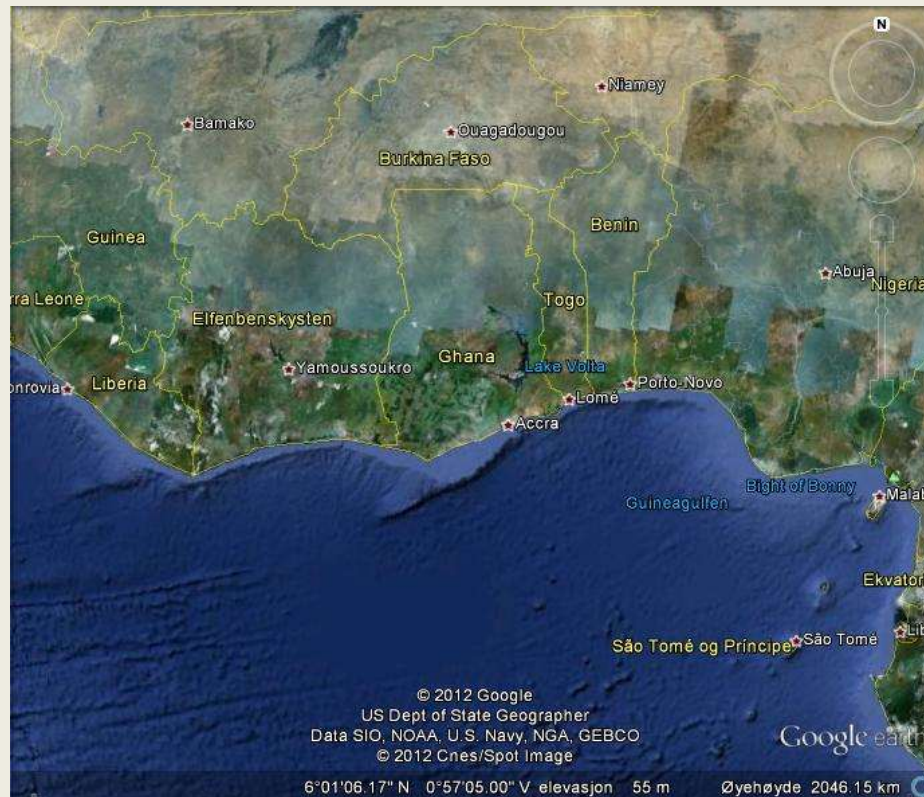 N
Niamey
Bamako
Ouagadougou
Burkina Faso
Benin
Guinea
Abuja
Nigeria
rra Leone
Togo
Elfenbenskysten
Ghana
Lake Volta
Yamoussoukro
Liberia
onrovia
Porto-Novo
Lomé
Accra
Bight of Bonny
Guineagulfen
Malab
Ekvator
Lib
São Tomé
São Tomé og Príncipe
© 2012 Google
US Dept of State Geographer
Data SIO, NOAA, U.S. Navy, NGA, GEBCO
© 2012 Cnes/Spot Image
Google earth
6°01'06.17" N 0°57'05.00" V elevasjon 55 m Øyehøyde 2046.15 km